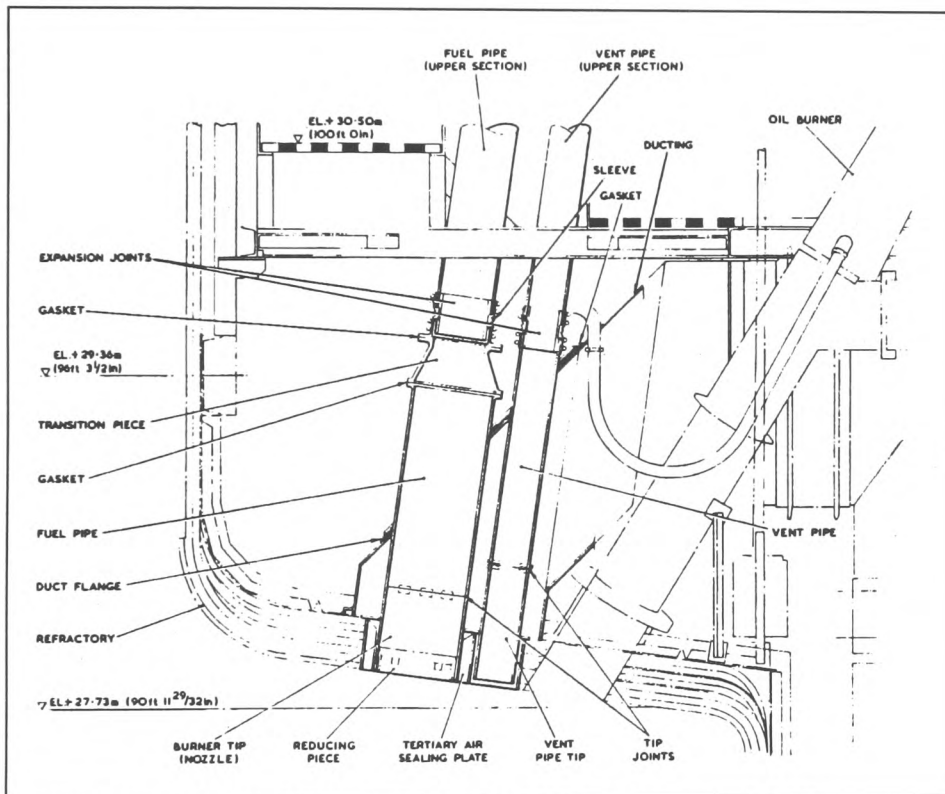 FUEL PIPE
(UPPER SECTION)
VENT PIPE
(UPPER SECTION)
EL.+ 30·50m
(100ft 0in)
OIL BURNER
DUCTING
SLEEVE
GASKET
EXPANSION JOINTS
GASKET
EL.+ 29·36m
(96ft 3 1/2in)
TRANSITION PIECE
GASKET
FUEL PIPE
VENT PIPE
DUCT FLANGE
REFRACTORY
EL+ 27·73m (90ft 11 29/32in)
BURNER TIP
(NOZZLE)
REDUCING
PIECE
TERTIARY AIR
SEALING PLATE
VENT
PIPE TIP
TIP
JOINTS